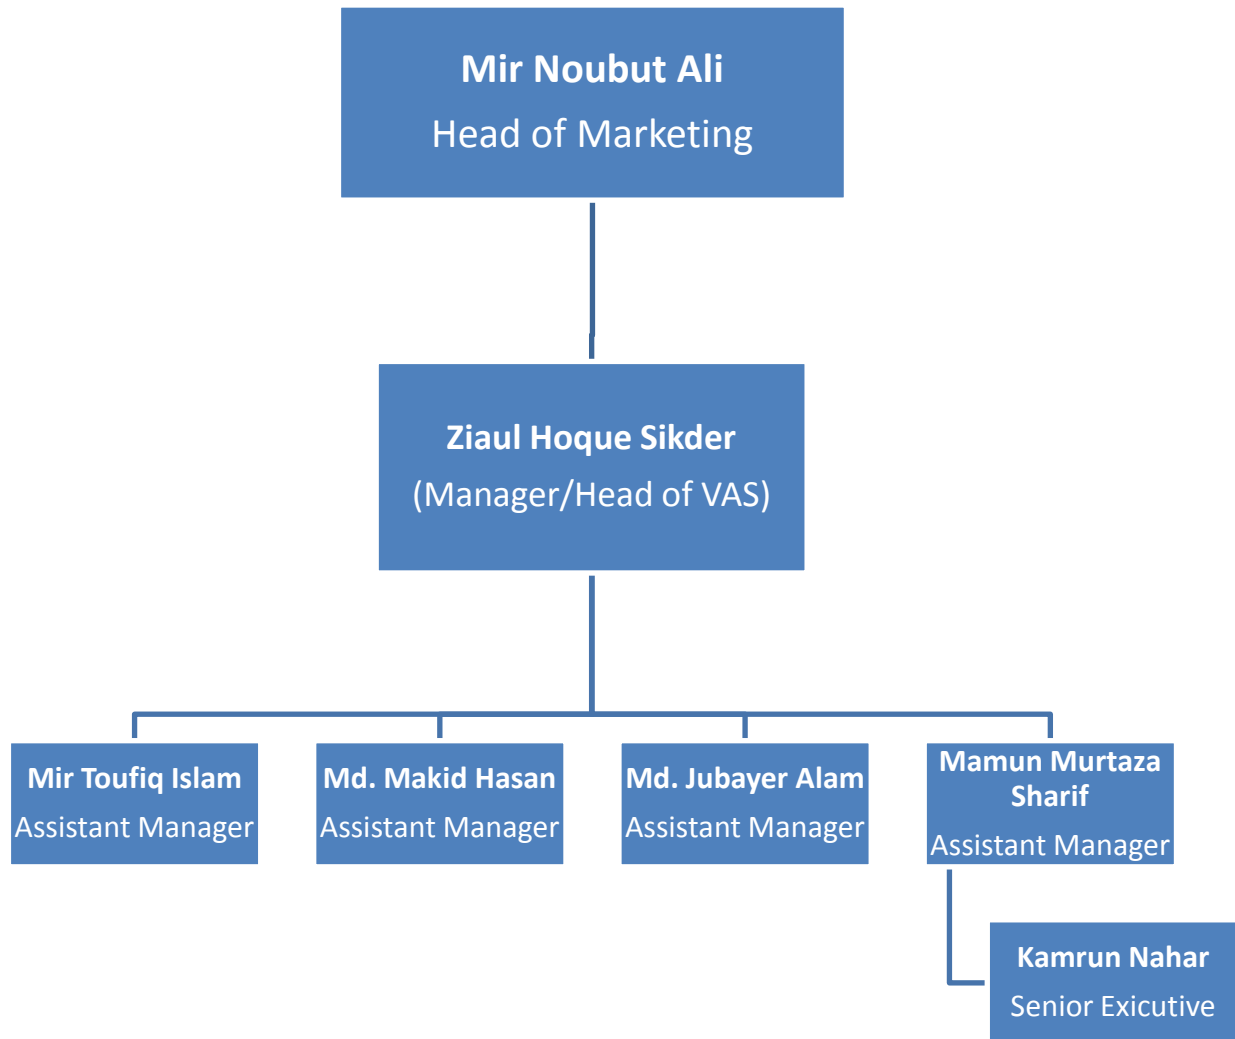 Mir Noubut Ali
Head of Marketing
Ziaul Hoque Sikder
(Manager/Head of VAS)
Mir Toufiq Islam
Assistant Manager
Md. Makid Hasan
Assistant Manager
Md. Jubayer Alam
Assistant Manager
Mamun Murtaza
Sharif
Assistant Manager
Kamrun Nahar
Senior Exicutive